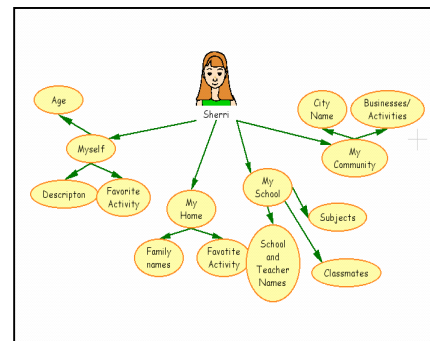 Sherri
Age
Myself
Descripton
Favorite
Activity
My
Home
Family
names
Favotite
Activity
My
School
School
and
Teacher
Names
Subjects
Classmates
City
Name
Businesses/
Activities
My
Community